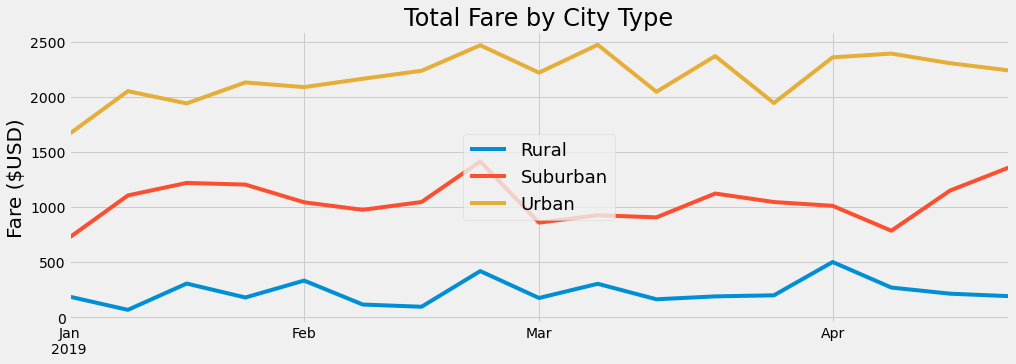 Total Fare by City Type
Fare ($USD)
2500
2000
1500
1000
500
0
Rural
Suburban
Urban
Jan
2019
Feb
Mar
Apr